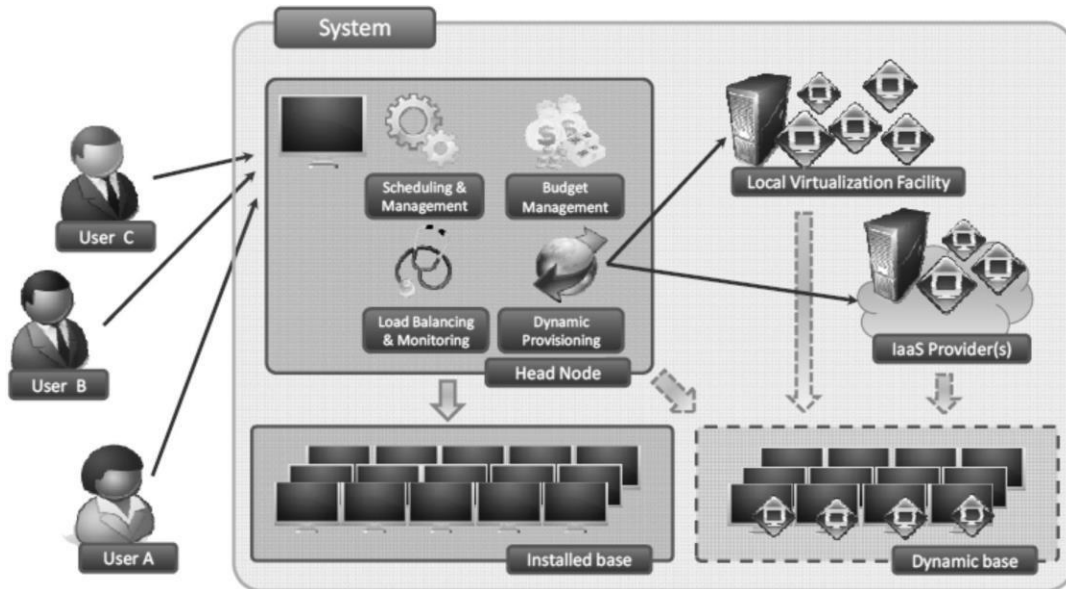 System
Scheduling &
Management
Budget
Management
Local Virtualization Facility
User C
Load Balancing
& Monitoring
Dynamic
Provisioning
IaaS Provider(s)
Head Node
User B
User A
Installed base
Dynamic base